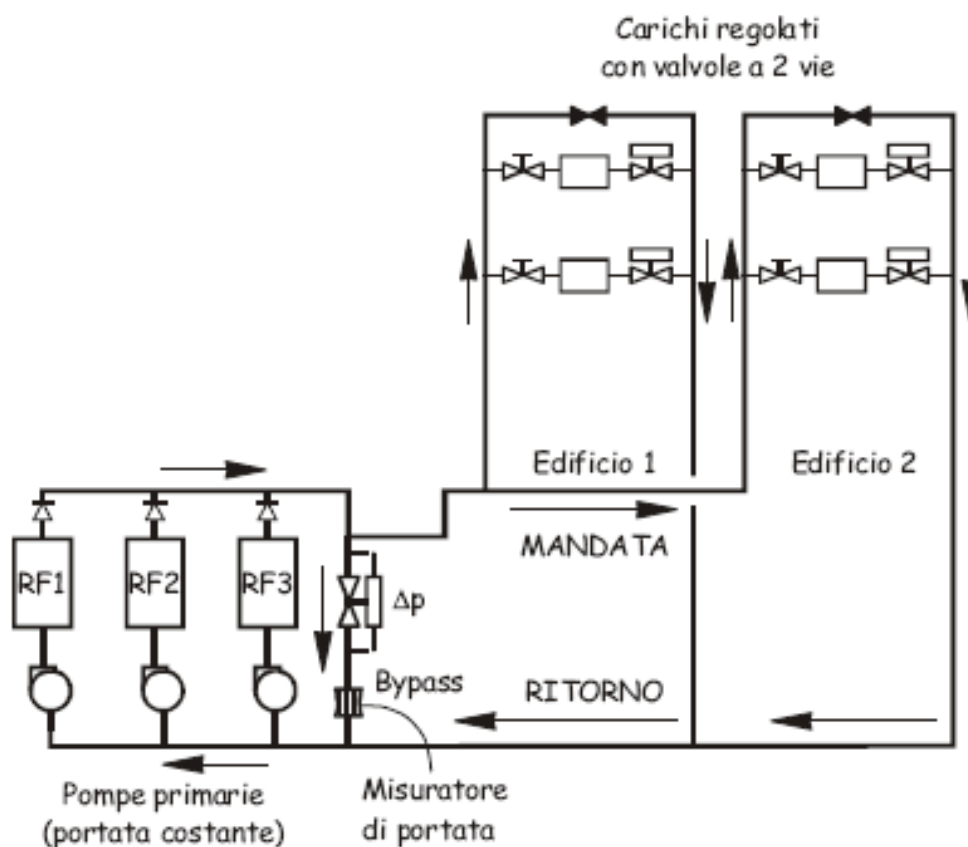 Carichi regolati
con valvole a 2 vie
Edificio 1
Edificio 2
MANDATA
RF1
RF2
RF3
Δp
Bypass
RITORNO
Pompe primarie
(portata costante)
Misuratore
di portata